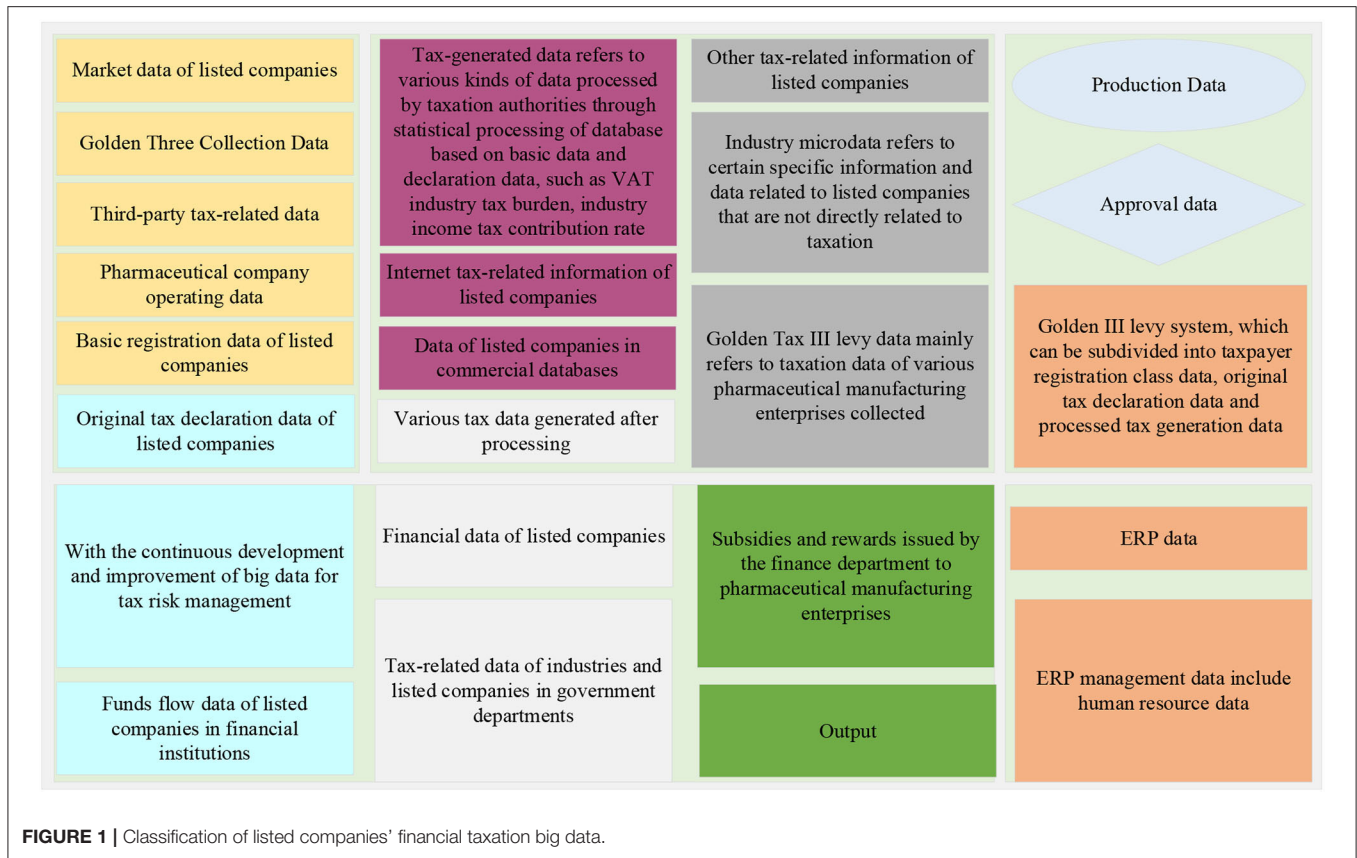 Market data of listed companies
Golden Three Collection Data
Third-party tax-related data
Pharmaceutical company
operating data
Basic registration data of listed
companies
Original tax declaration data of
listed companies
Tax-generated data refers to
various kinds of data processed
by taxation authorities through
statistical processing of database
based on basic data and
declaration data, such as VAT
industry tax burden, industry
income tax contribution rate
Internet tax-related information of
listed companies
Data of listed companies in
commercial databases
Various tax data generated after
processing
Other tax-related information of
listed companies
Industry microdata refers to
certain specific information and
data related to listed companies
that are not directly related to
taxation
Golden Tax III levy data mainly
refers to taxation data of various
pharmaceutical manufacturing
enterprises collected
Production Data
Approval data
Golden III levy system, which
can be subdivided into taxpayer
registration class data, original
tax declaration data and
processed tax generation data
With the continuous development
and improvement of big data for
tax risk management
Funds flow data of listed
companies in financial
institutions
Financial data of listed companies
Tax-related data of industries and
listed companies in government
departments
Subsidies and rewards issued by
the finance department to
pharmaceutical manufacturing
enterprises
Output
ERP data
ERP management data include
human resource data
FIGURE 1 | Classification of listed companies’ financial taxation big data.